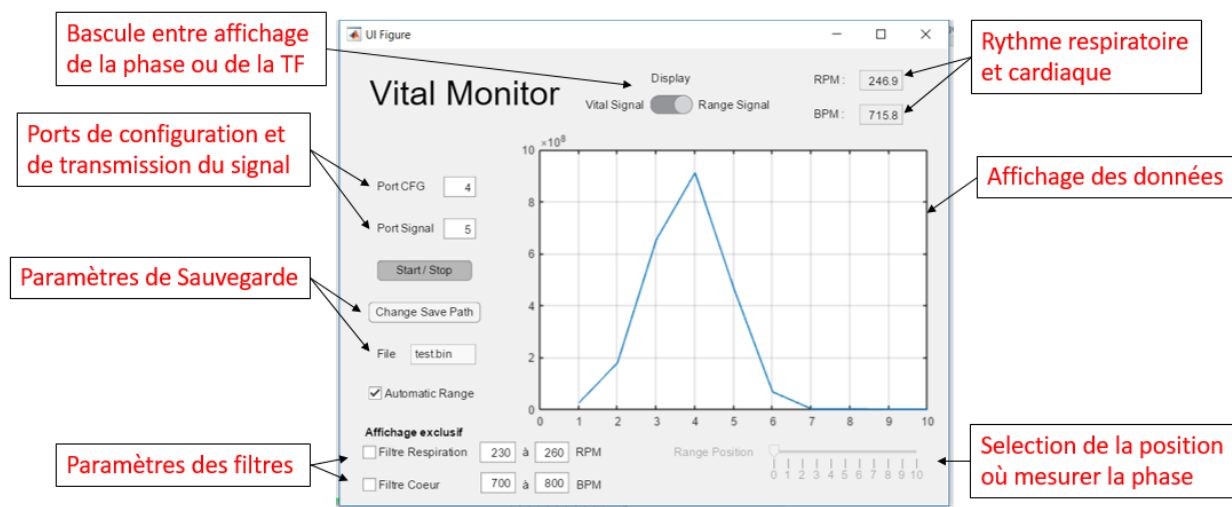 Bascule entre affichage
de la phase ou de la TF
Ports de configuration et
de transmission du signal
Paramètres de Sauvegarde
Paramètres des filtres
UI Figure
Vital Monitor
Display
Vital Signal
Range Signal
RPM :
246.9
BPM :
715.8
Port CFG
4
Port Signal
5
Start / Stop
Change Save Path
File
test.bin
Automatic Range
×10⁸
10
8
6
4
2
0
0 1 2 3 4 5 6 7 8 9 10
Affichage exclusif
Filtre Respiration 230 à 260 RPM
Filtre Coeur 700 à 800 BPM
Range Position
0 1 2 3 4 5 6 7 8 9 10
Rythme respiratoire
et cardiaque
Affichage des données
Selection de la position
où mesurer la phase